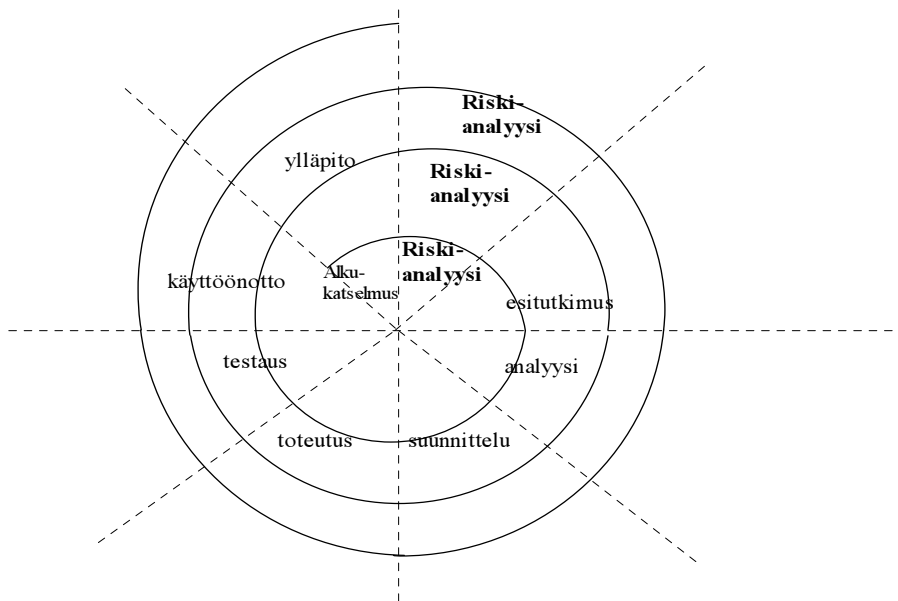 Riski-
analyysi
ylläpito
Riski-
analyysi
Riski-
analyysi
Alku-
katselmus
käyttöönotto
esitutkimus
testaus
analyysi
toteutus
suunnittelu